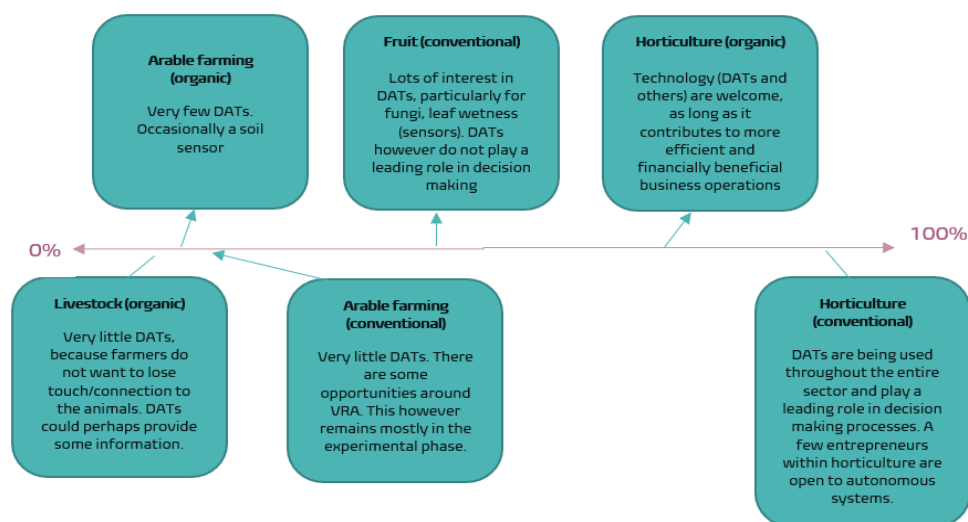 Arable farming
(organic)
Very few DATs.
Occasionally a soil
sensor
Fruit (conventional)
Lots of interest in
DATs, particularly for
fungi, leaf wetness
(sensors). DATs
however do not play a
leading role in decision
making
Horticulture (organic)
Technology (DATs and
others) are welcome,
as long as it
contributes to more
efficient and
financially beneficial
business operations
0%
100%
Livestock (organic)
Very little DATs,
because farmers do
not want to lose
touch/connection to
the animals. DATs
could perhaps provide
some information.
Arable farming
(conventional)
Very little DATs. There
are some
opportunities around
VRA. This however
remains mostly in the
experimental phase.
Horticulture
(conventional)
DATs are being used
throughout the entire
sector and play a
leading role in decision
making processes. A
few entrepreneurs
within horticulture are
open to autonomous
systems.